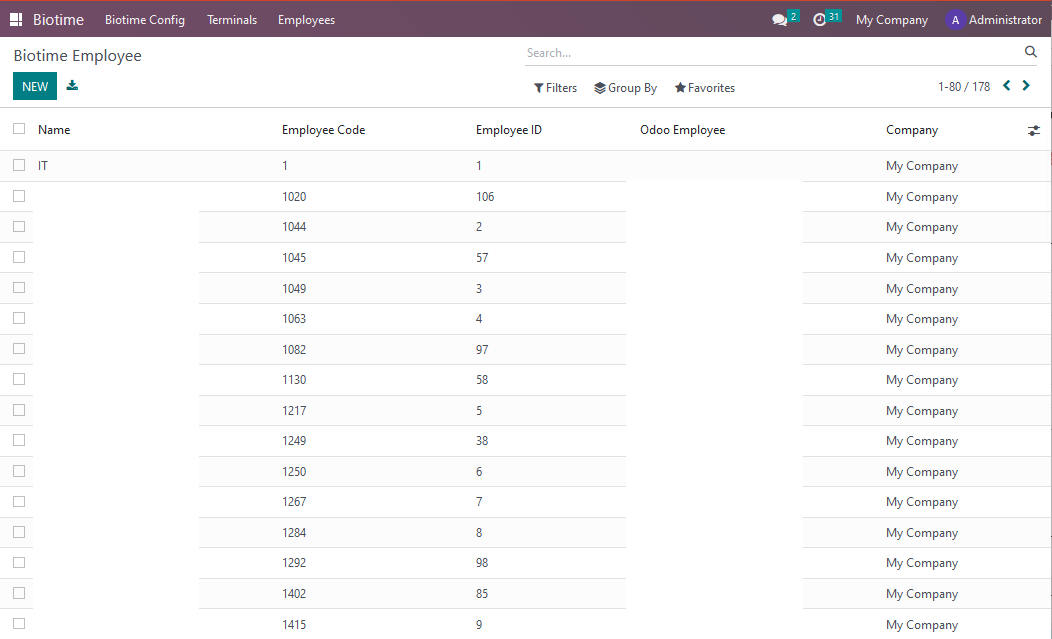 Biotime Biotime Config Terminals Employees 2 31 My Company A Administrator
Biotime Employee Search...
NEW Filters Group By Favorites 1-80 / 178
Name Employee Code Employee ID Odoo Employee Company
IT 1 1 My Company
1020 106 My Company
1044 2 My Company
1045 57 My Company
1049 3 My Company
1063 4 My Company
1082 97 My Company
1130 58 My Company
1217 5 My Company
1249 38 My Company
1250 6 My Company
1267 7 My Company
1284 8 My Company
1292 98 My Company
1402 85 My Company
1415 9 My Company